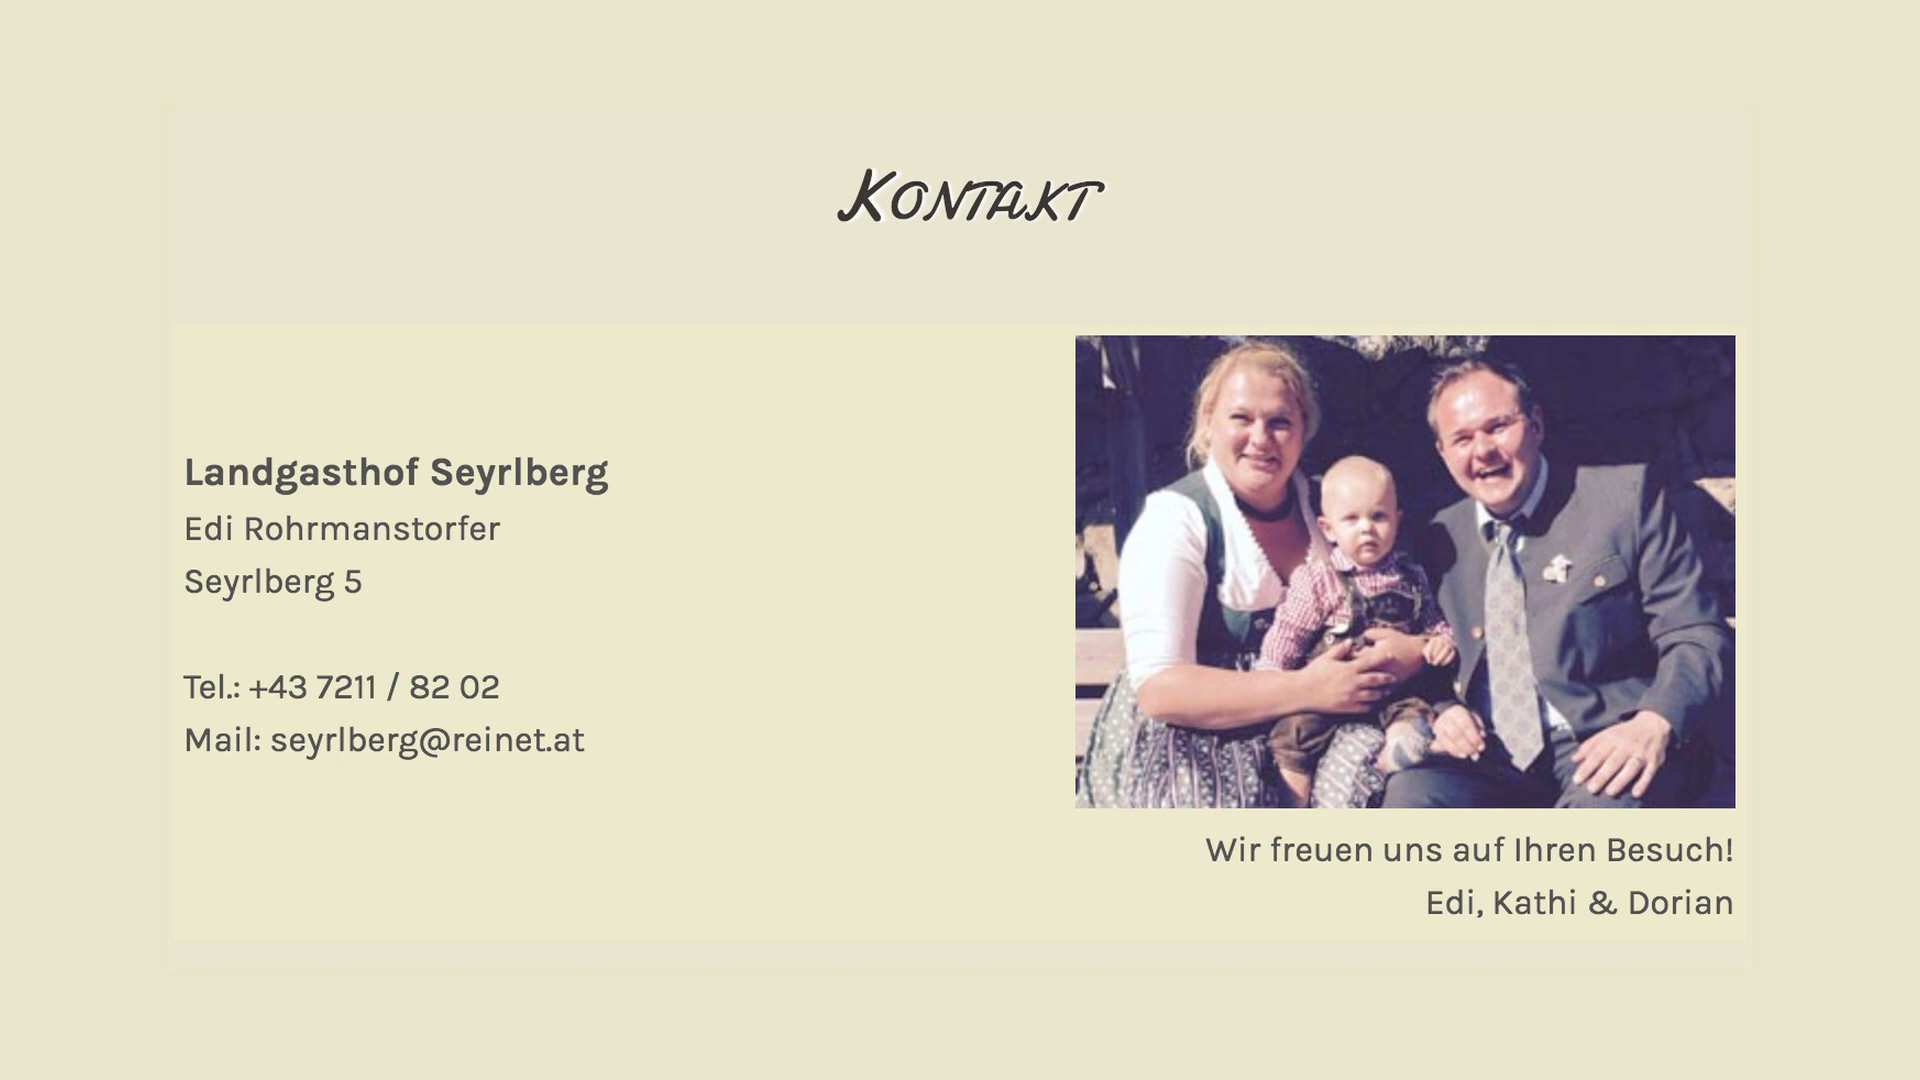 Kontakt
Landgasthof Seyrlberg
Edi Rohrmanstorfer
Seyrlberg 5
Tel.: +43 7211 / 82 02
Mail: seyrlberg@reinet.at
Wir freuen uns auf Ihren Besuch!
Edi, Kathi & Dorian